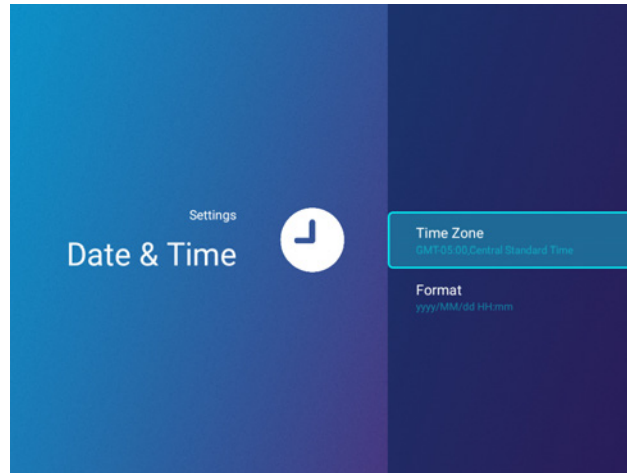 Settings
Date & Time
Time Zone
GMT-05:00,Central Standard Time
Format
yyyy/MM/dd HH:mm